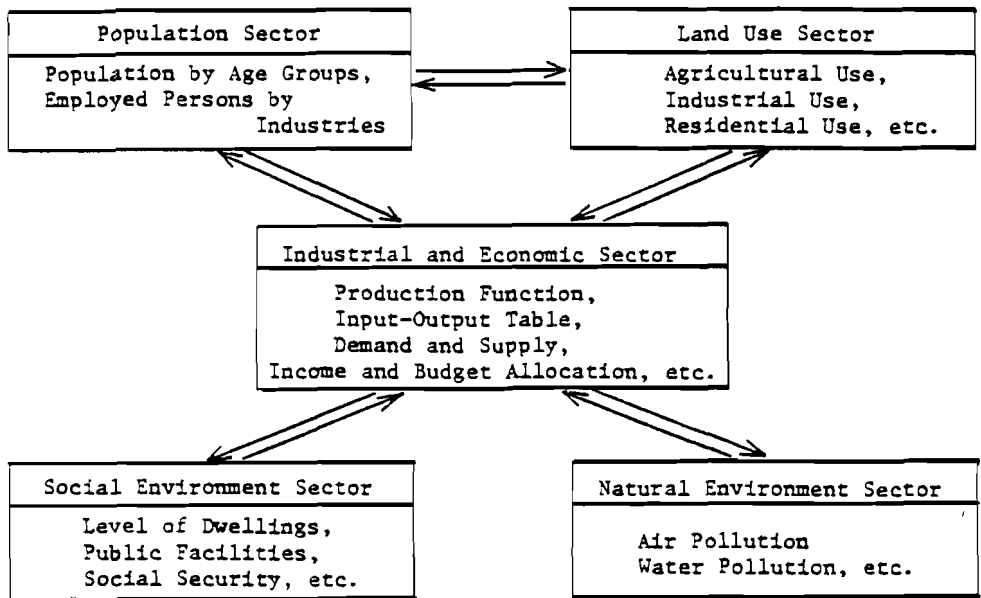 Population Sector
Population by Age Groups,
Employed Persons by
Industries
Land Use Sector
Agricultural Use,
Industrial Use,
Residential Use, etc.
Industrial and Economic Sector
Production Function,
Input-Output Table,
Demand and Supply,
Income and Budget Allocation, etc.
Social Environment Sector
Level of Dwellings,
Public Facilities,
Social Security, etc.
Natural Environment Sector
Air Pollution
Water Pollution, etc.